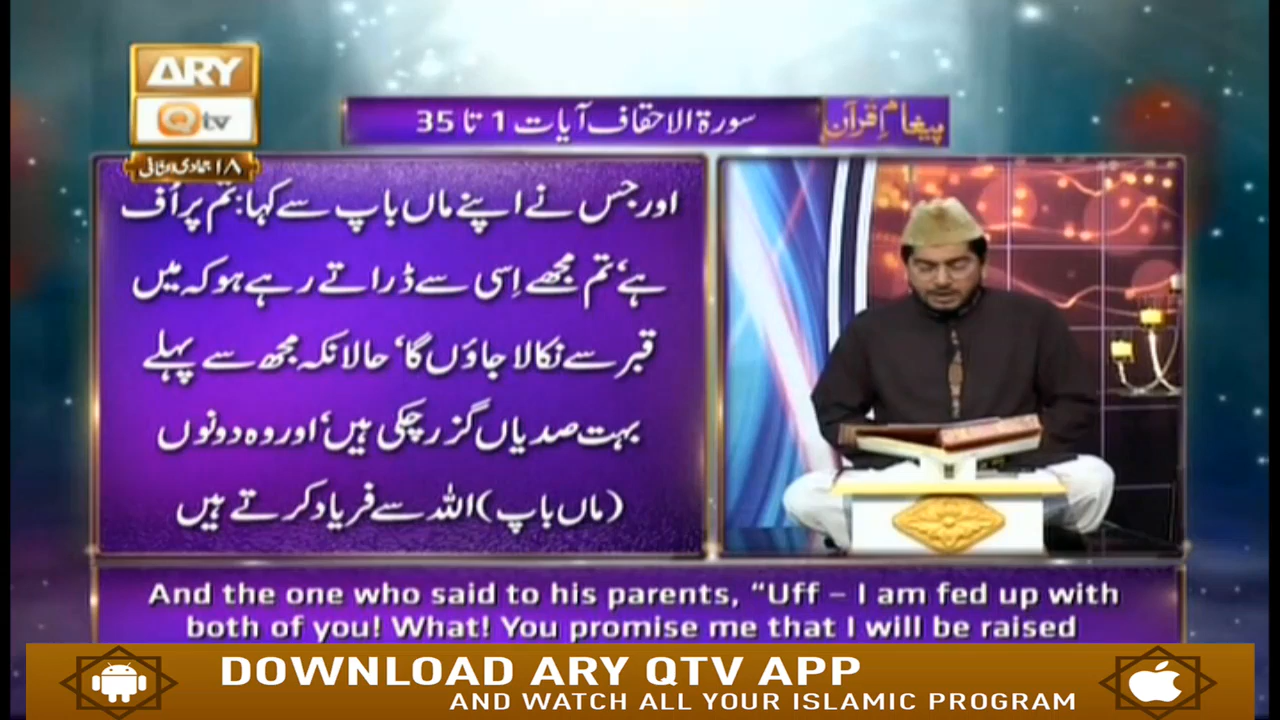 ARY
Qtv
۱۸ جمادی الثانی
پیغام قرآن
سورۃ الاحقاف آیات 1 تا 35
اور جس نے اپنے ماں باپ سے کہا: تم پر اُف
ہے‘ تم مجھے اِسی سے ڈراتے رہے ہو کہ میں
قبر سے نکالا جاؤں گا‘ حالانکہ مجھ سے پہلے
بہت صدیاں گزر چکی ہیں‘ اور وہ دونوں
(ماں باپ) اللہ سے فریاد کرتے ہیں
And the one who said to his parents, “Uff – I am fed up with
both of you! What! You promise me that I will be raised
DOWNLOAD ARY QTV APP
AND WATCH ALL YOUR ISLAMIC PROGRAM